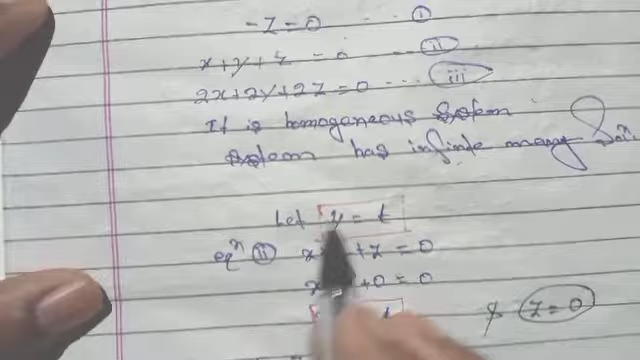 -Z = 0 --- ⓘ
x+y+z = 0 --- ⓘⓘ
2x+2y+2z = 0 --- ⓘⓘⓘ
It is homogeneous system
system has infinite many Solⁿ.
Let y = t
eqⁿ ⓘⓘ x + z = 0
x + 0 = 0
t & z = 0